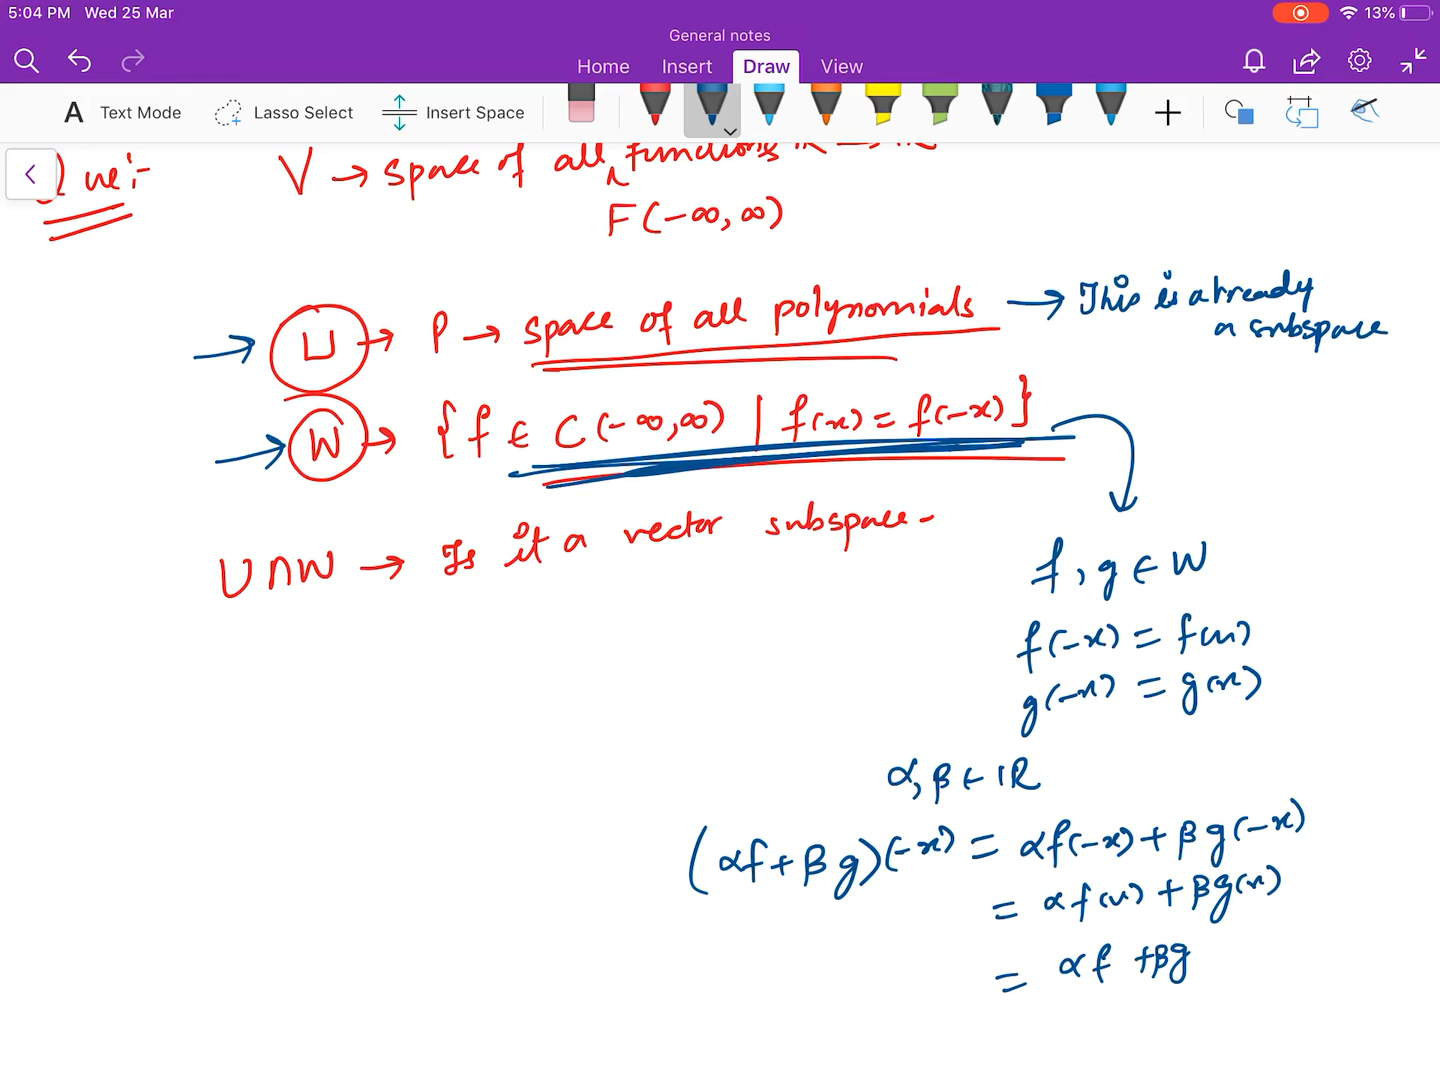 5:04 PM Wed 25 Mar
13%
General notes
Home Insert Draw View
A Text Mode Lasso Select Insert Space
Que:- V → space of all functions ℝ → ℝ
F(-∞, ∞)
U → P → space of all polynomials → This is already
a subspace
W → { f ∈ C(-∞,∞) | f(x) = f(-x) }
U∩W → Is it a vector subspace -
f, g ∈ W
f(-x) = f(x)
g(-x) = g(x)
α, β ∈ ℝ
(αf + βg)(-x) = αf(-x) + βg(-x)
= αf(x) + βg(x)
= αf + βg